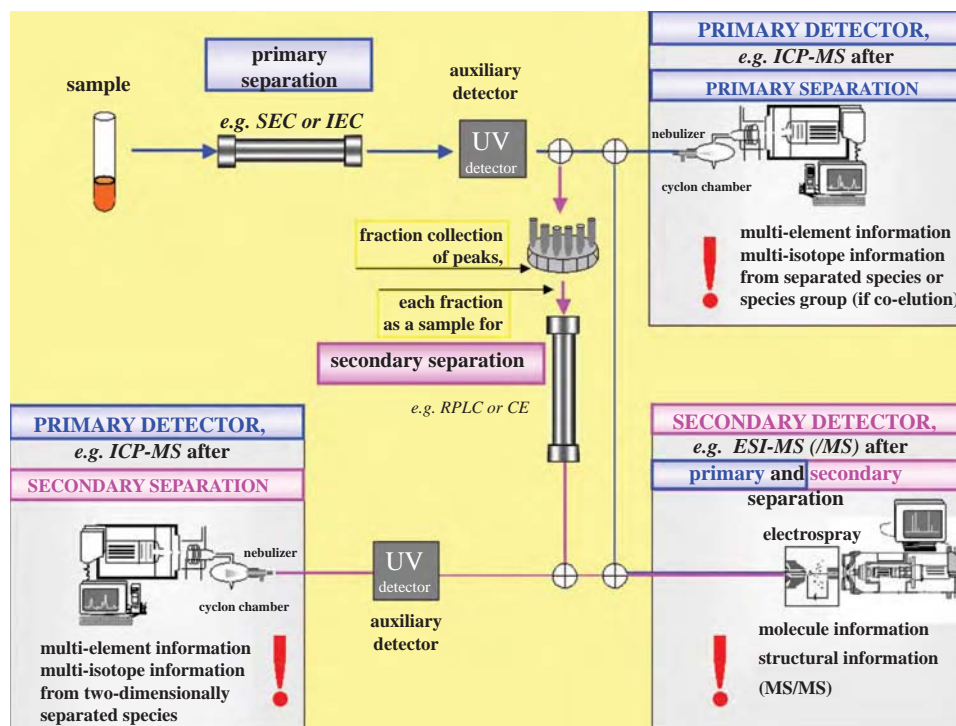 sample
primary
separation
e.g. SEC or IEC
auxiliary
detector
UV
detector
PRIMARY DETECTOR,
e.g. ICP-MS after
PRIMARY SEPARATION
nebulizer
cyclon chamber
multi-element information
multi-isotope information
from separated species or
species group (if co-elution)
fraction collection
of peaks,
each fraction
as a sample for
secondary separation
e.g. RPLC or CE
PRIMARY DETECTOR,
e.g. ICP-MS after
SECONDARY SEPARATION
nebulizer
cyclon chamber
multi-element information
multi-isotope information
from two-dimensionally
separated species
UV
detector
auxiliary
detector
SECONDARY DETECTOR,
e.g. ESI-MS (/MS) after
primary and secondary
separation
electrospray
molecule information
structural information
(MS/MS)